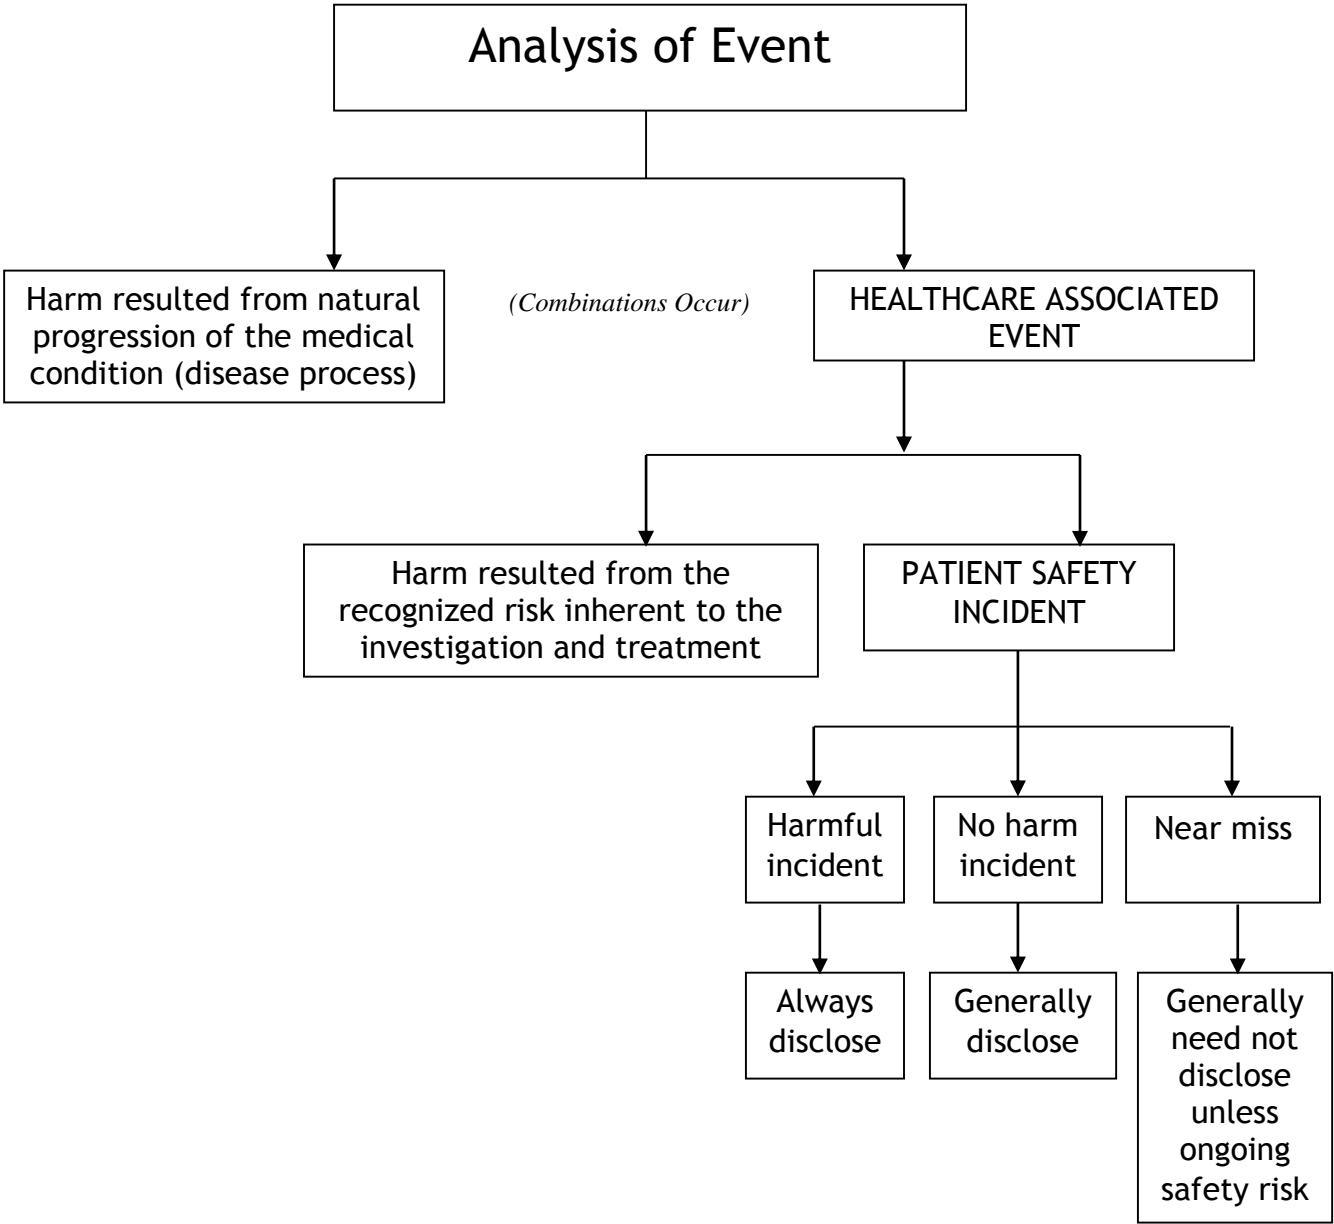 Analysis of Event
Harm resulted from natural
progression of the medical
condition (disease process)
(Combinations Occur)
HEALTHCARE ASSOCIATED
EVENT
Harm resulted from the
recognized risk inherent to the
investigation and treatment
PATIENT SAFETY
INCIDENT
Harmful
incident
No harm
incident
Near miss
Always
disclose
Generally
disclose
Generally
need not
disclose
unless
ongoing
safety risk